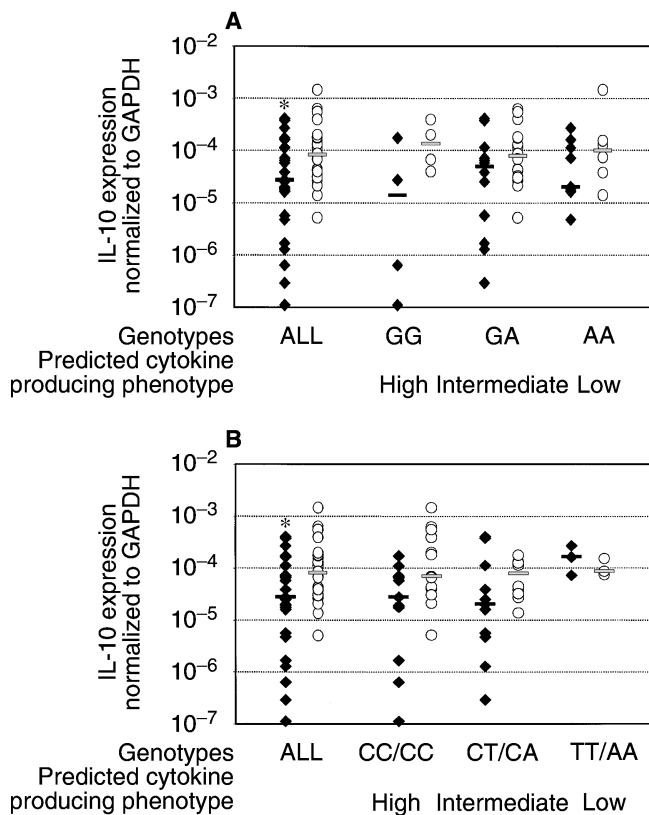 A
10–2
10–3
10–4
10–5
10–6
10–7
IL-10 expression
normalized to GAPDH
*
Genotypes ALL GG GA AA
Predicted cytokine
producing phenotype High Intermediate Low
B
10–2
10–3
10–4
10–5
10–6
10–7
IL-10 expression
normalized to GAPDH
*
Genotypes ALL CC/CC CT/CA TT/AA
Predicted cytokine
producing phenotype High Intermediate Low